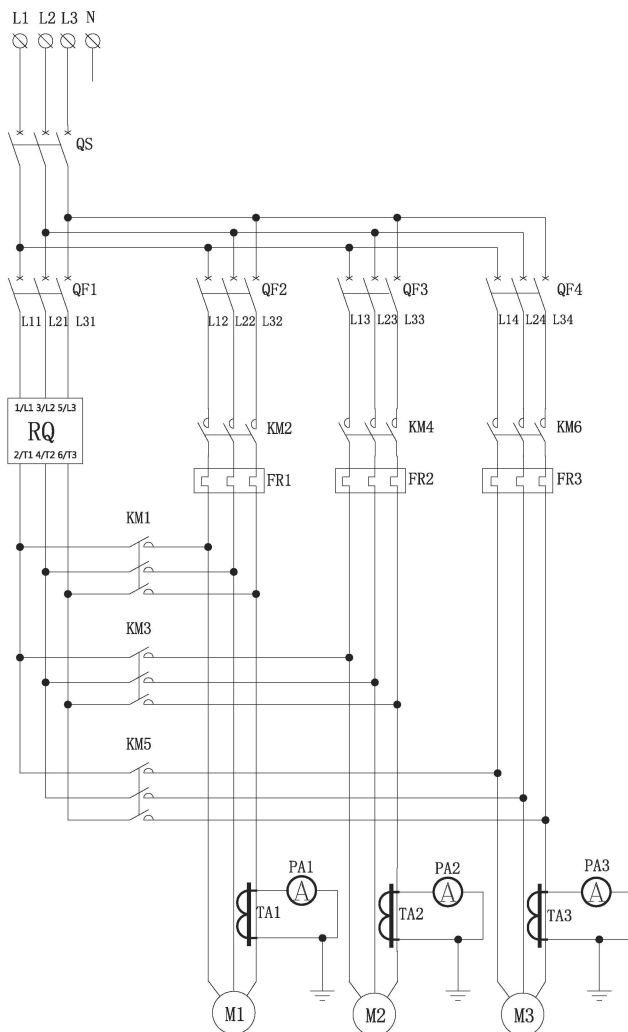 L1 L2 L3 N
QS
QF1 QF2 QF3 QF4
L11 L21 L31 L12 L22 L32 L13 L23 L33 L14 L24 L34
1/L1 3/L2 5/L3
RQ
2/T1 4/T2 6/T3
KM2 KM4 KM6
FR1 FR2 FR3
KM1
KM3
KM5
PA1 PA2 PA3
A A A
TA1 TA2 TA3
M1 M2 M3